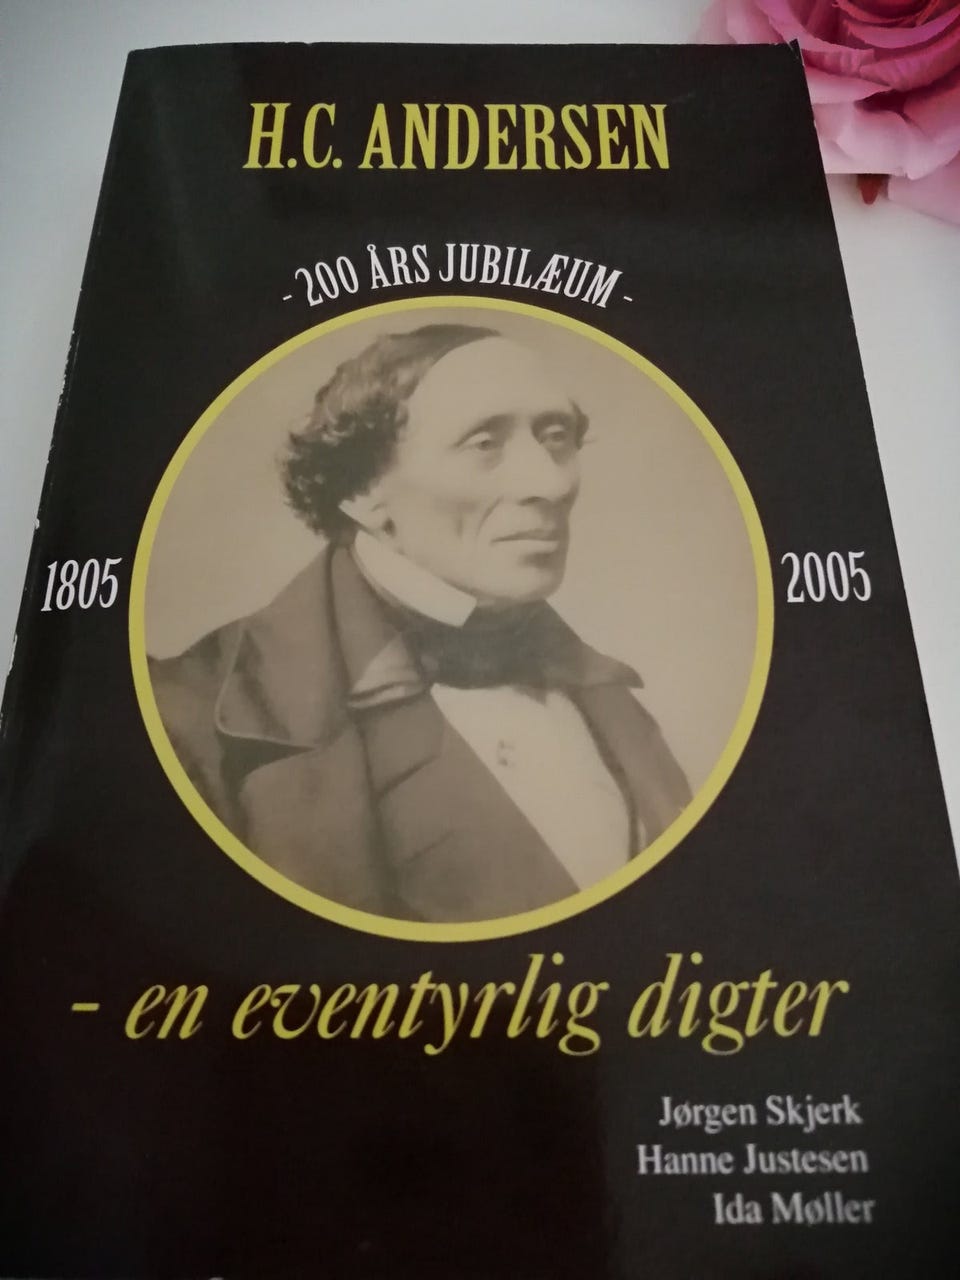 H.C. ANDERSEN
- 200 ÅRS JUBILÆUM -
1805
2005
- en eventyrlig digter
Jørgen Skjerk
Hanne Justesen
Ida Møller